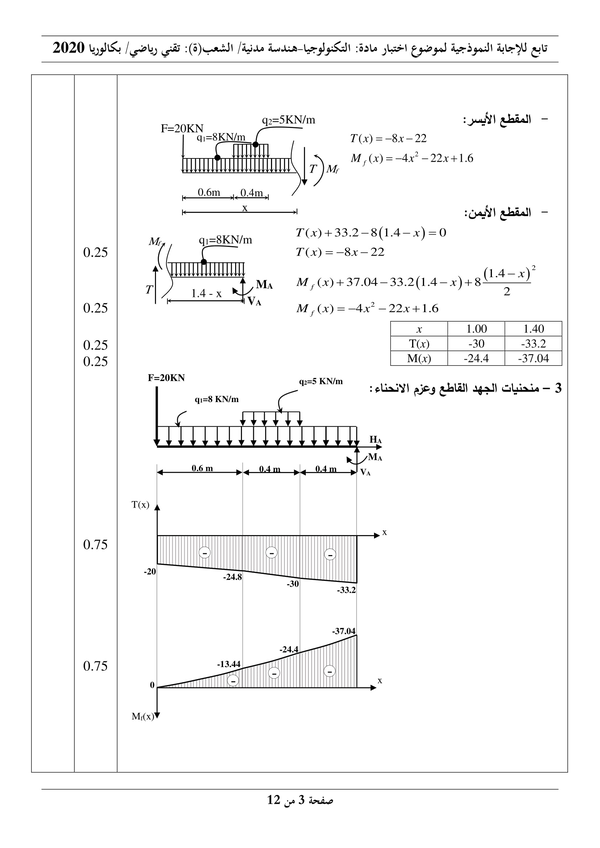 تابع للإجابة النموذجية لموضوع اختبار مادة: التكنولوجيا-هندسة مدنية/ الشعب(ة): تقني رياضي/ بكالوريا 2020
- المقطع الأيسر:
F=20KN q₁=8KN/m q₂=5KN/m
T M_f
0.6m 0.4m
x
T(x) = −8x − 22
M_f(x) = −4x² − 22x + 1.6
- المقطع الأيمن:
T(x) + 33.2 − 8(1.4 − x) = 0
0.25 T(x) = −8x − 22
M_f q₁=8KN/m
T 1.4 - x M_A V_A
M_f(x) + 37.04 − 33.2(1.4 − x) + 8 (1.4 − x)² / 2
0.25 M_f(x) = −4x² − 22x + 1.6
x 1.00 1.40
0.25 T(x) -30 -33.2
0.25 M(x) -24.4 -37.04
3 – منحنيات الجهد القاطع وعزم الانحناء:
F=20KN
q₁=8 KN/m q₂=5 KN/m
H_A
M_A
0.6 m 0.4 m 0.4 m V_A
T(x)
x
0.75
- - -
-20 -24.8 -30 -33.2
-37.04
-24.4
-13.44
0.75
- - -
0 x
M_f(x)
صفحة 3 من 12